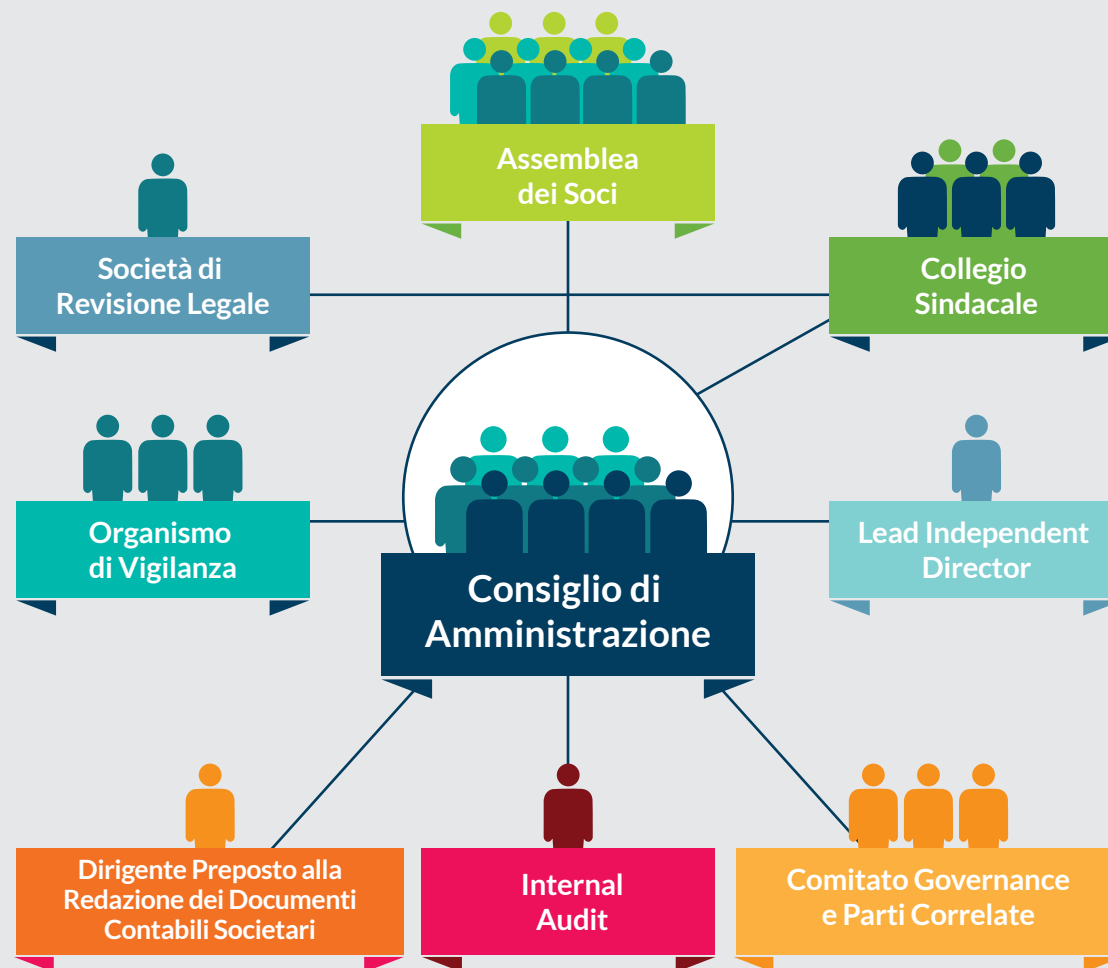 Assemblea
dei Soci
Società di
Revisione Legale
Collegio
Sindacale
Organismo
di Vigilanza
Lead Independent
Director
Consiglio di
Amministrazione
Dirigente Preposto alla
Redazione dei Documenti
Contabili Societari
Internal
Audit
Comitato Governance
e Parti Correlate